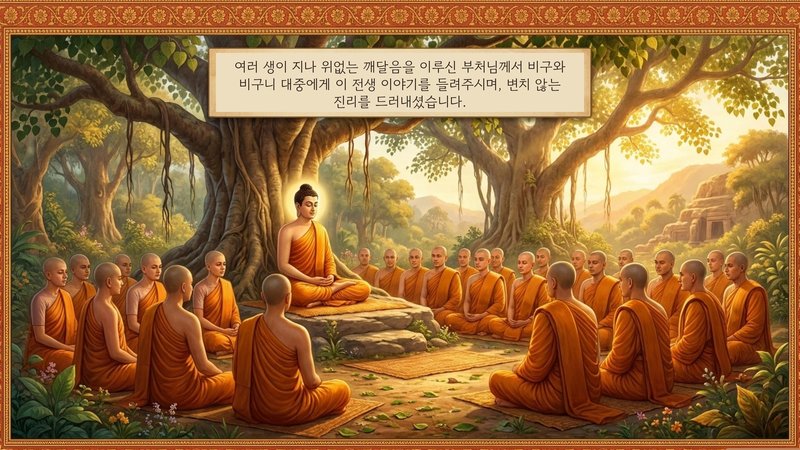 여러 생이 지나 위없는 깨달음을 이루신 부처님께서 비구와
비구니 대중에게 이 전생 이야기를 들려주시며, 변치 않는
진리를 드러내셨습니다.